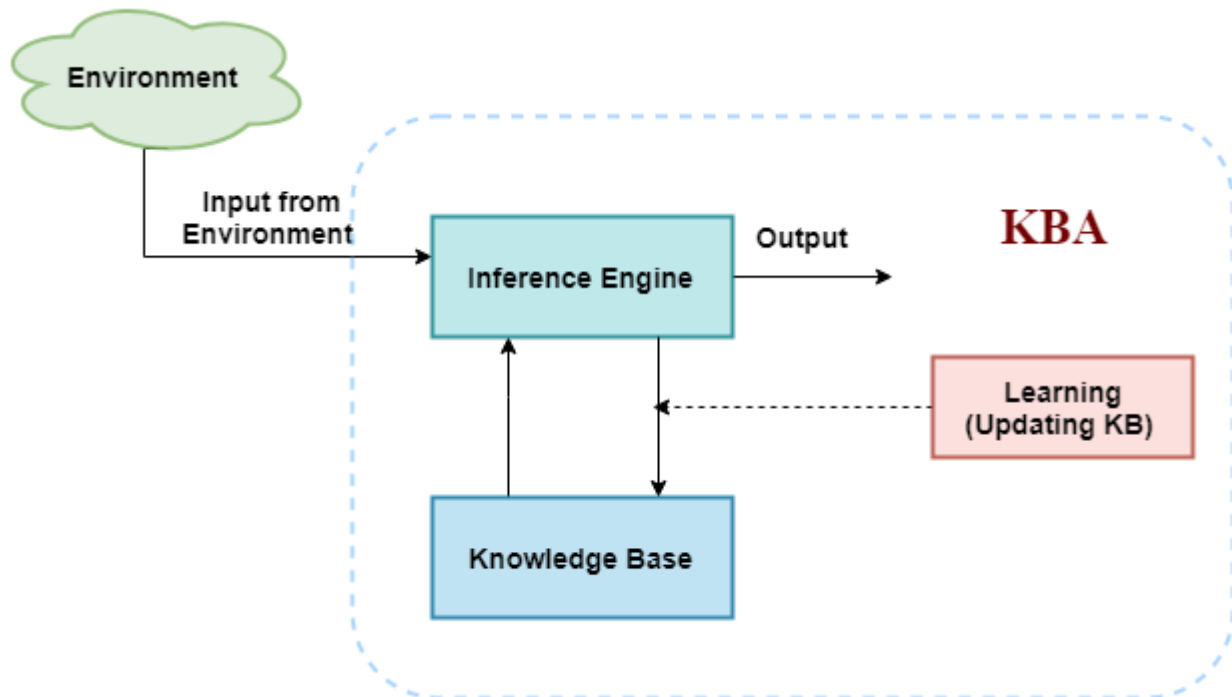 Environment
Input from
Environment
Inference Engine
Output
KBA
Learning
(Updating KB)
Knowledge Base